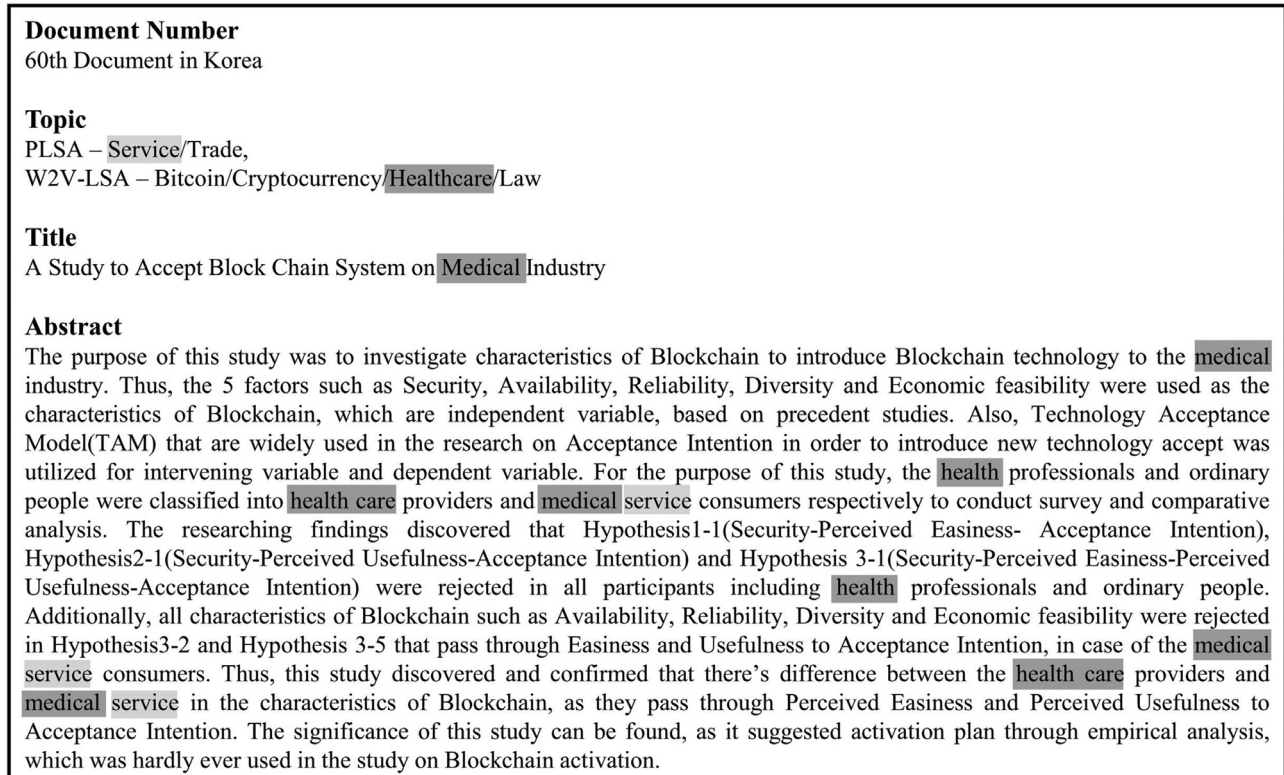 Document Number
60th Document in Korea
Topic
PLSA – Service/Trade,
W2V-LSA – Bitcoin/Cryptocurrency/Healthcare/Law
Title
A Study to Accept Block Chain System on Medical Industry
Abstract
The purpose of this study was to investigate characteristics of Blockchain to introduce Blockchain technology to the medical
industry. Thus, the 5 factors such as Security, Availability, Reliability, Diversity and Economic feasibility were used as the
characteristics of Blockchain, which are independent variable, based on precedent studies. Also, Technology Acceptance
Model(TAM) that are widely used in the research on Acceptance Intention in order to introduce new technology accept was
utilized for intervening variable and dependent variable. For the purpose of this study, the health professionals and ordinary
people were classified into health care providers and medical service consumers respectively to conduct survey and comparative
analysis. The researching findings discovered that Hypothesis1-1(Security-Perceived Easiness- Acceptance Intention),
Hypothesis2-1(Security-Perceived Usefulness-Acceptance Intention) and Hypothesis 3-1(Security-Perceived Easiness-Perceived
Usefulness-Acceptance Intention) were rejected in all participants including health professionals and ordinary people.
Additionally, all characteristics of Blockchain such as Availability, Reliability, Diversity and Economic feasibility were rejected
in Hypothesis3-2 and Hypothesis 3-5 that pass through Easiness and Usefulness to Acceptance Intention, in case of the medical
service consumers. Thus, this study discovered and confirmed that there’s difference between the health care providers and
medical service in the characteristics of Blockchain, as they pass through Perceived Easiness and Perceived Usefulness to
Acceptance Intention. The significance of this study can be found, as it suggested activation plan through empirical analysis,
which was hardly ever used in the study on Blockchain activation.